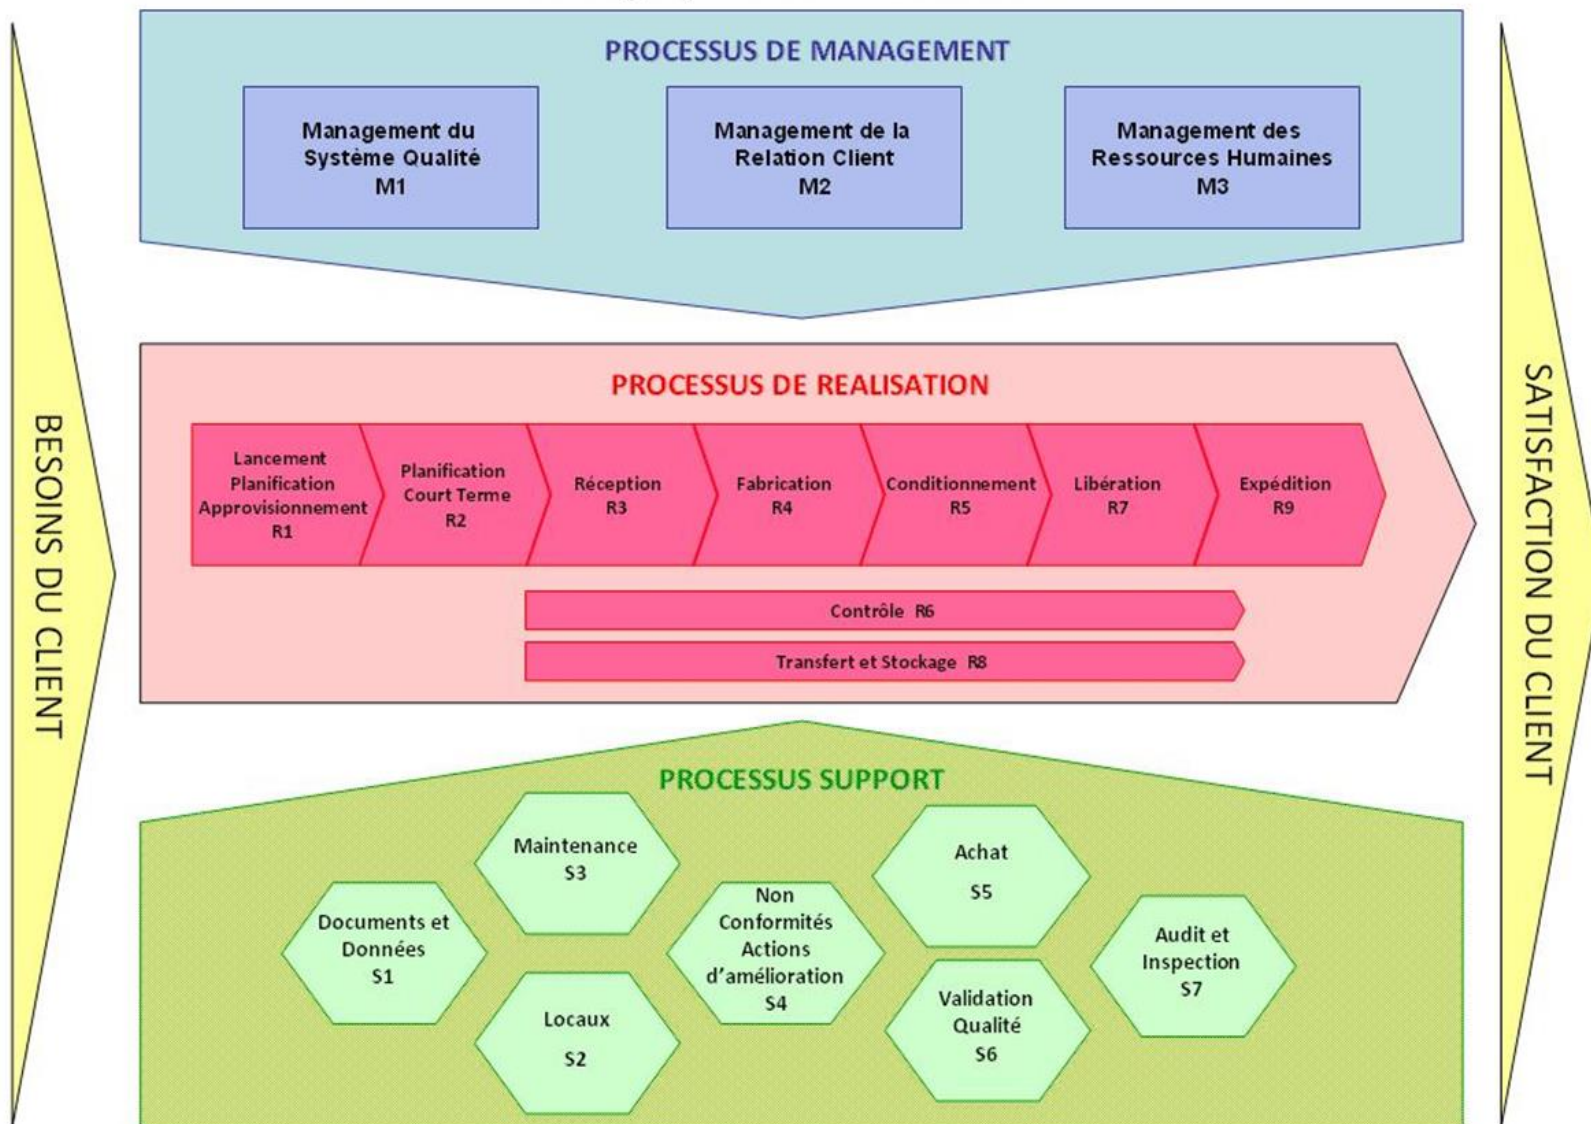 PROCESSUS DE MANAGEMENT
Management du
Système Qualité
M1
Management de la
Relation Client
M2
Management des
Ressources Humaines
M3
BESOINS DU CLIENT
PROCESSUS DE REALISATION
Lancement
Planification
Approvisionnement
R1
Planification
Court Terme
R2
Réception
R3
Fabrication
R4
Conditionnement
R5
Libération
R7
Expédition
R9
Contrôle R6
Transfert et Stockage R8
SATISFACTION DU CLIENT
PROCESSUS SUPPORT
Documents et
Données
S1
Maintenance
S3
Locaux
S2
Non
Conformités
Actions
d’amélioration
S4
Achat
S5
Validation
Qualité
S6
Audit et
Inspection
S7